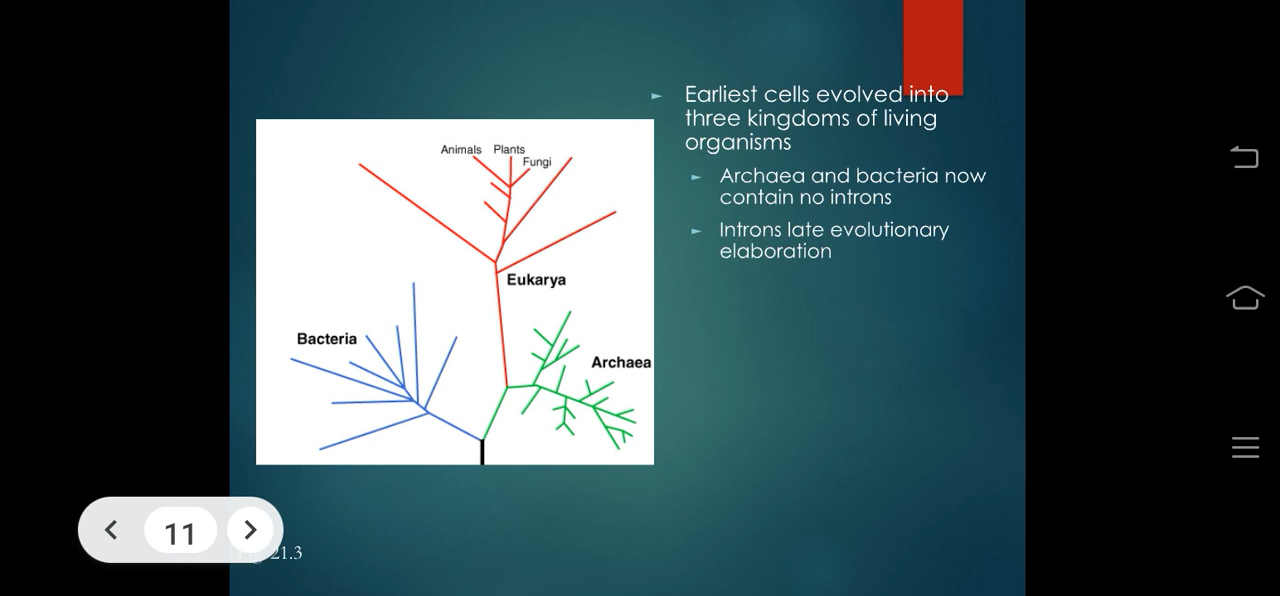 Earliest cells evolved into
three kingdoms of living
organisms
Archaea and bacteria now
contain no introns
Introns late evolutionary
elaboration
Animals Plants
Fungi
Eukarya
Bacteria
Archaea
11
21.3